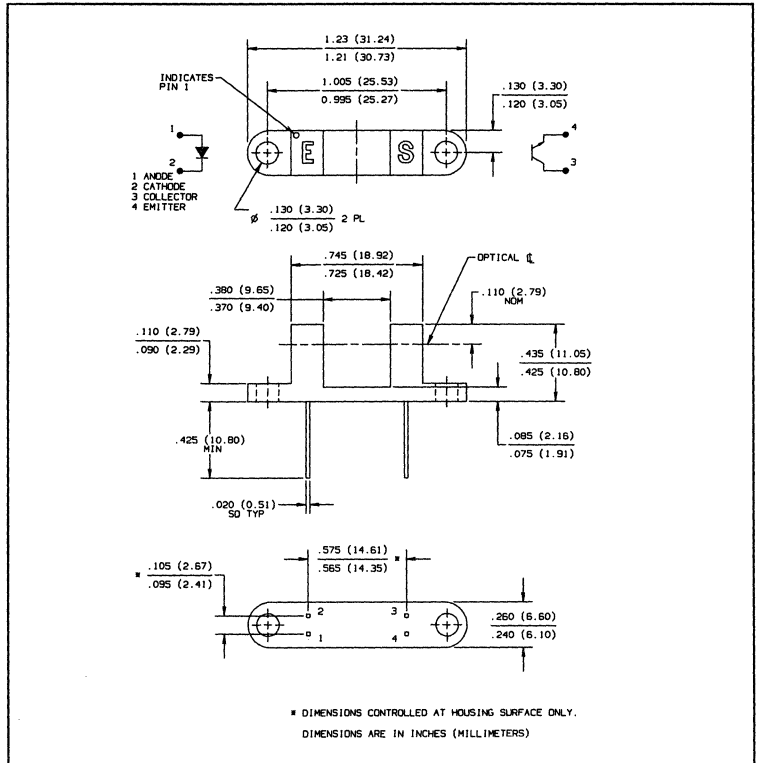 1.23 (31.24)
1.21 (30.73)
INDICATES
PIN 1
1.005 (25.53)
0.995 (25.27)
.130 (3.30)
.120 (3.05)
1
2
E
S
4
3
1 ANODE
2 CATHODE
3 COLLECTOR
4 EMITTER
ø .130 (3.30) 2 PL
.120 (3.05)
.745 (18.92)
.725 (18.42)
OPTICAL ℄
.380 (9.65)
.370 (9.40)
.110 (2.79)
NOM
.110 (2.79)
.090 (2.29)
.435 (11.05)
.425 (10.80)
.425 (10.80)
MIN
.085 (2.16)
.075 (1.91)
.020 (0.51)
SQ TYP
.575 (14.61) *
.565 (14.35)
* .105 (2.67)
.095 (2.41)
2 3
1 4
.260 (6.60)
.240 (6.10)
* DIMENSIONS CONTROLLED AT HOUSING SURFACE ONLY.
DIMENSIONS ARE IN INCHES (MILLIMETERS)